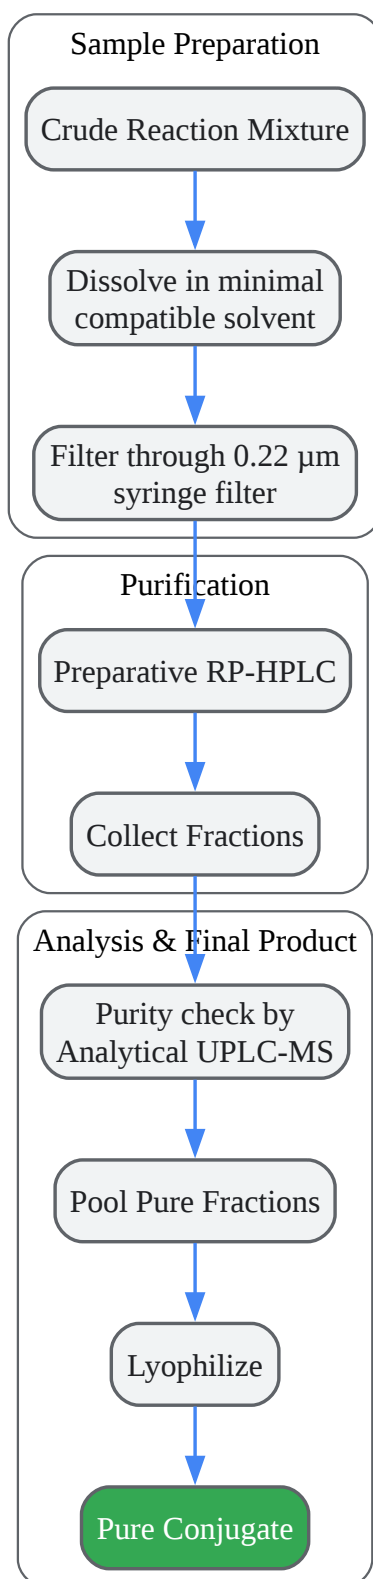 Sample Preparation
Crude Reaction Mixture
Dissolve in minimal
compatible solvent
Filter through 0.22 µm
syringe filter
Purification
Preparative RP-HPLC
Collect Fractions
Analysis & Final Product
Purity check by
Analytical UPLC-MS
Pool Pure Fractions
Lyophilize
Pure Conjugate